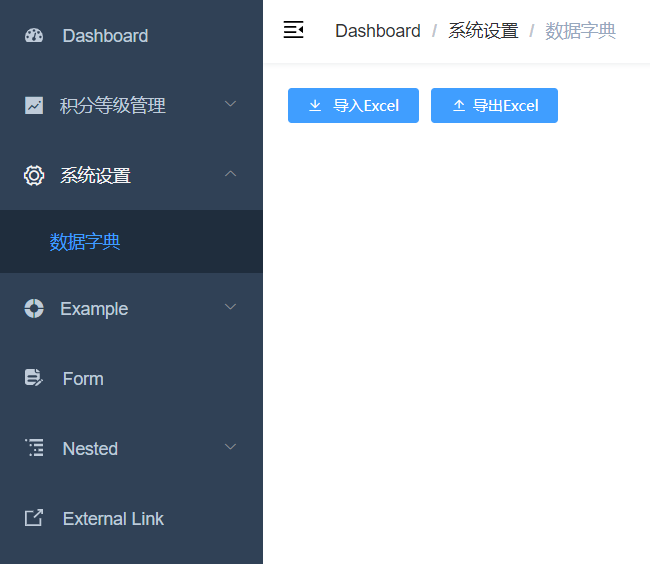 Dashboard
积分等级管理
系统设置
数据字典
Example
Form
Nested
External Link
Dashboard / 系统设置 / 数据字典
导入Excel 导出Excel